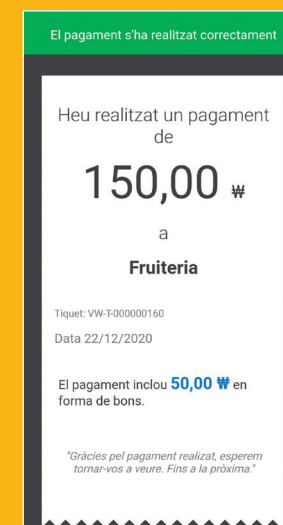 El pagament s'ha realitzat correctament
Heu realitzat un pagament
de
150,00 ₩
a
Fruiteria
Tiquet: VW-T-000000160
Data 22/12/2020
El pagament inclou 50,00 ₩ en
forma de bons.
"Gràcies pel pagament realizat, esperem
tornar-vos a veure. Fins a la pròxima."